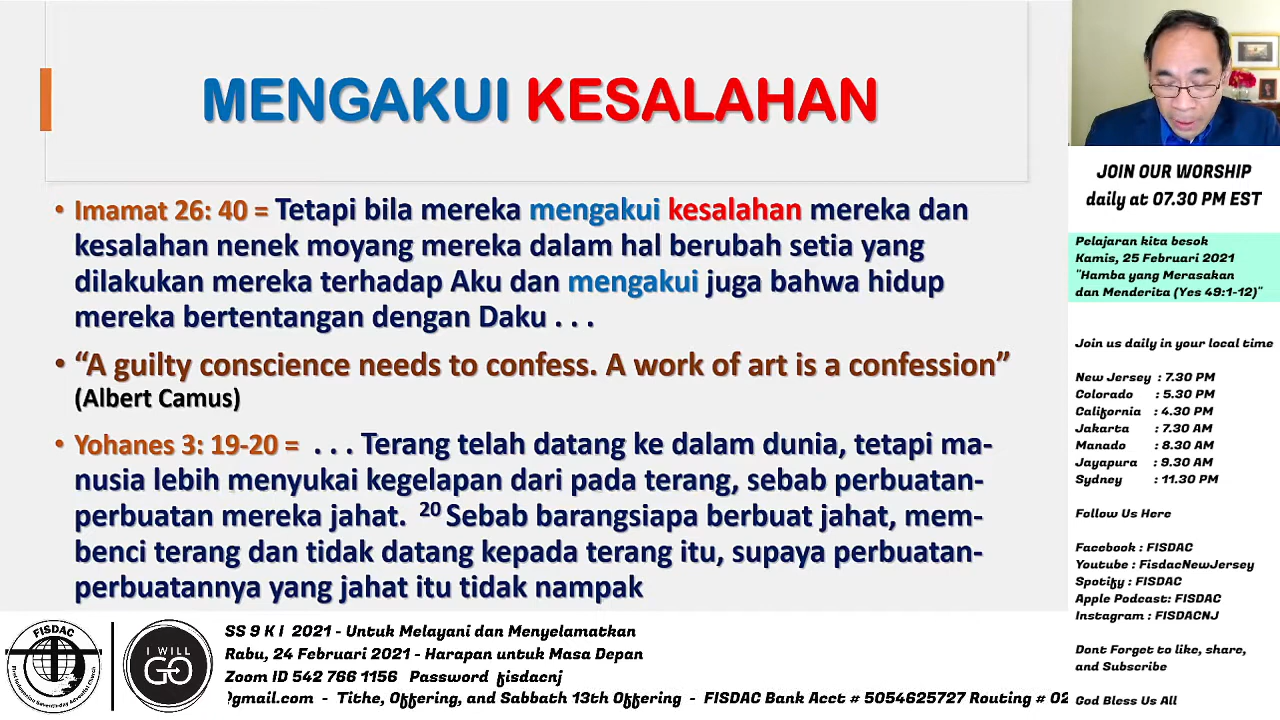 MENGAKUI KESALAHAN
• Imamat 26: 40 = Tetapi bila mereka mengakui kesalahan mereka dan
kesalahan nenek moyang mereka dalam hal berubah setia yang
dilakukan mereka terhadap Aku dan mengakui juga bahwa hidup
mereka bertentangan dengan Daku . . .
• “A guilty conscience needs to confess. A work of art is a confession”
(Albert Camus)
• Yohanes 3: 19-20 = . . . Terang telah datang ke dalam dunia, tetapi ma-
nusia lebih menyukai kegelapan dari pada terang, sebab perbuatan-
perbuatan mereka jahat. 20 Sebab barangsiapa berbuat jahat, mem-
benci terang dan tidak datang kepada terang itu, supaya perbuatan-
perbuatannya yang jahat itu tidak nampak
JOIN OUR WORSHIP
daily at 07.30 PM EST
Pelajaran kita besok
Kamis, 25 Februari 2021
"Hamba yang Merasakan
dan Menderita (Yes 49:1-12)"
Join us daily in your local time
New Jersey : 7.30 PM
Colorado : 5.30 PM
California : 4.30 PM
Jakarta : 7.30 AM
Manado : 8.30 AM
Jayapura : 9.30 AM
Sydney : 11.30 PM
Follow Us Here
Facebook : FISDAC
Youtube : FisdacNewJersey
Spotify : FISDAC
Apple Podcast: FISDAC
Instagram : FISDACNJ
Dont Forget to like, share,
and Subscribe
God Bless Us All
FISDAC
I WILL
GO
SS 9 K I 2021 - Untuk Melayani dan Menyelamatkan
Rabu, 24 Februari 2021 - Harapan untuk Masa Depan
Zoom ID 542 766 1156 Password fisdacnj
@gmail.com - Tithe, Offering, and Sabbath 13th Offering - FISDAC Bank Acct # 5054625727 Routing # 02